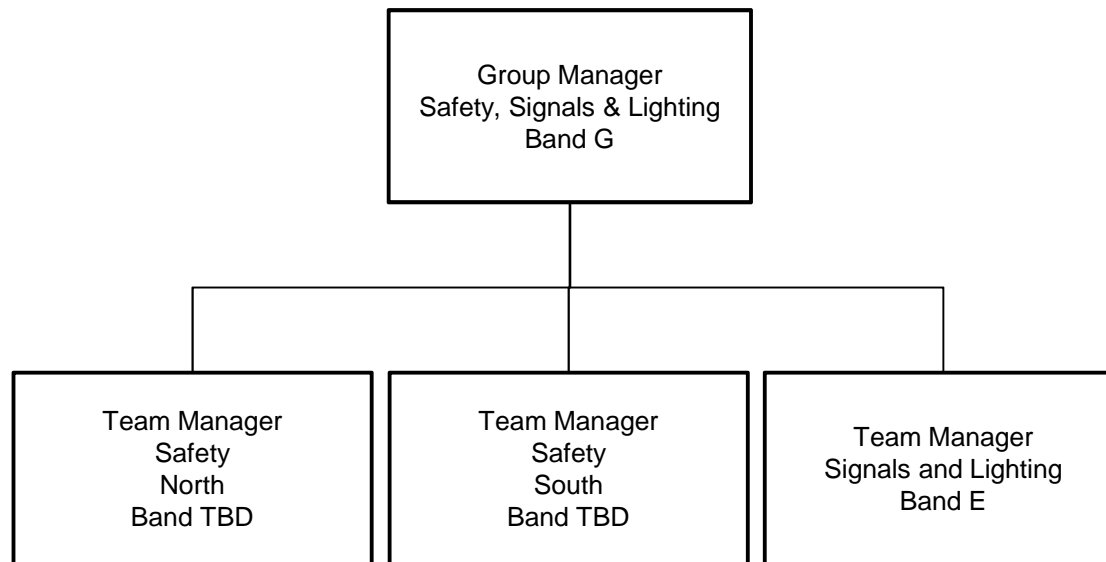 Group Manager
Safety, Signals & Lighting
Band G
Team Manager
Safety
North
Band TBD
Team Manager
Safety
South
Band TBD
Team Manager
Signals and Lighting
Band E